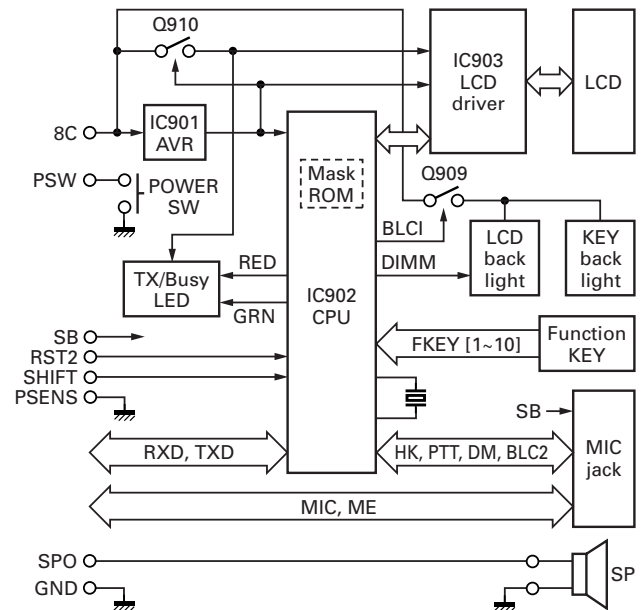 Q910
IC903
LCD
driver
LCD
8C
IC901
AVR
PSW
POWER
SW
Mask
ROM
Q909
BLCI
LCD
back
light
KEY
back
light
TX/Busy
LED
RED
GRN
IC902
CPU
DIMM
SB
RST2
SHIFT
PSENS
FKEY [1~10]
Function
KEY
SB
RXD, TXD
HK, PTT, DM, BLC2
MIC
jack
MIC, ME
SPO
GND
SP